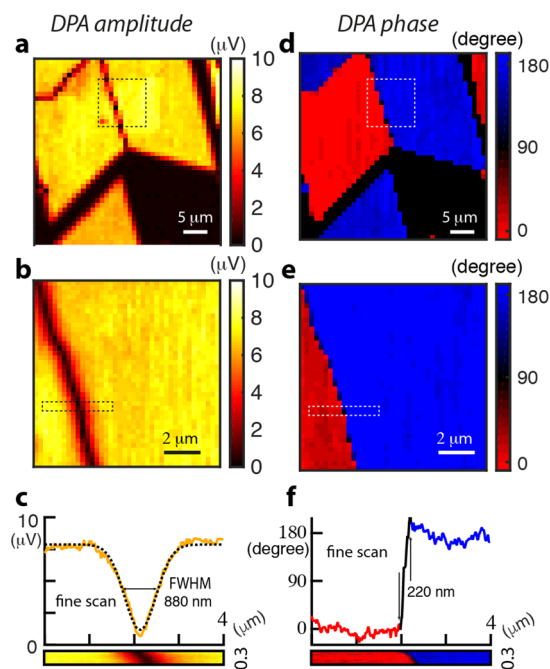 DPA amplitude
DPA phase
a
(μV)
10
8
6
4
2
0
5 μm
d
(degree)
180
90
0
5 μm
b
(μV)
10
8
6
4
2
0
2 μm
e
(degree)
180
90
0
2 μm
c
10
(μV)
0
fine scan
FWHM
880 nm
4
(μm)
0.3
f
180
(degree)
90
0
fine scan
220 nm
4
(μm)
0.3